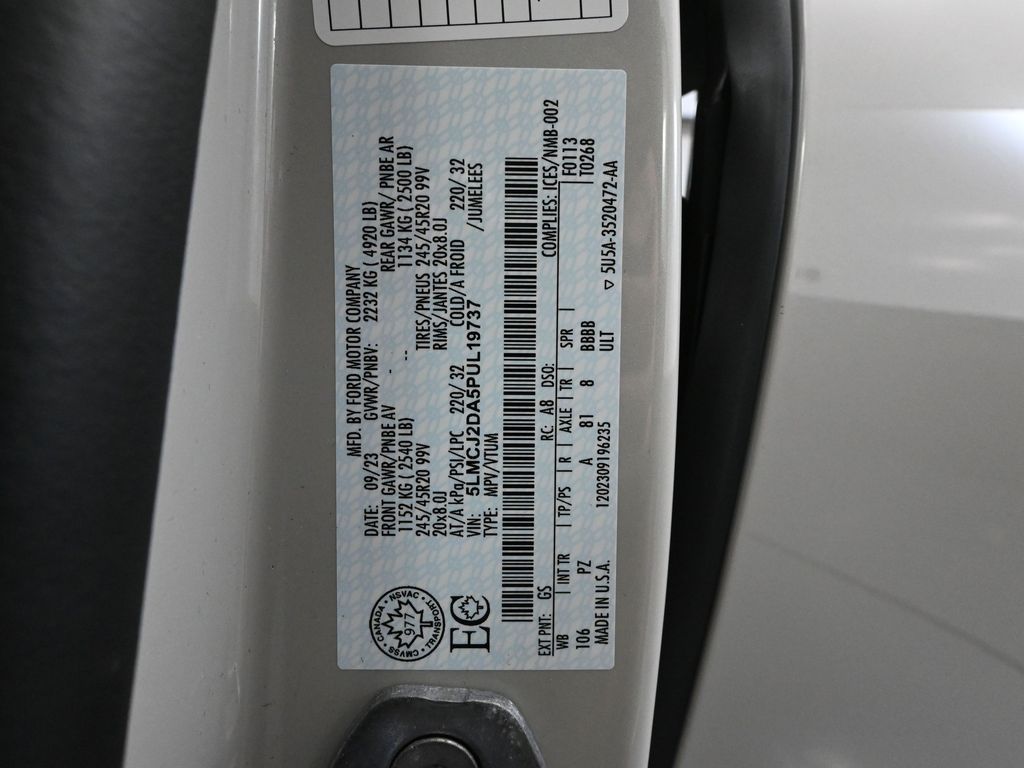 MFD. BY FORD MOTOR COMPANY
DATE: 09/23 GVWR/PNBV: 2232 KG ( 4920 LB)
FRONT GAWR/PNBE AV - -- REAR GAWR/ PNBE AR
1152 KG ( 2540 LB) 1134 KG ( 2500 LB)
245/45R20 99V TIRES/PNEUS 245/45R20 99V
20x8.0J RIMS/JANTES 20x8.0J
AT/A kPa/PSI/LPC 220/ 32 COLD/A FROID 220/ 32
VIN: 5LMCJ2DA5PUL19737 /JUMELEES
TYPE: MPV/VTUM
CANADA • NSVAC • TRANSPORT • CMVSS •
977
EC
EXT PNT: GS RC: A8 DSO: COMPLIES: ICES/NMB-002
WB | INT TR | TP/PS | R | AXLE | TR | SPR | F0113
106 PZ A 81 8 BBBB T0268
MADE IN U.S.A. 1202309196235 ULT ▽ 5U5A-3520472-AA